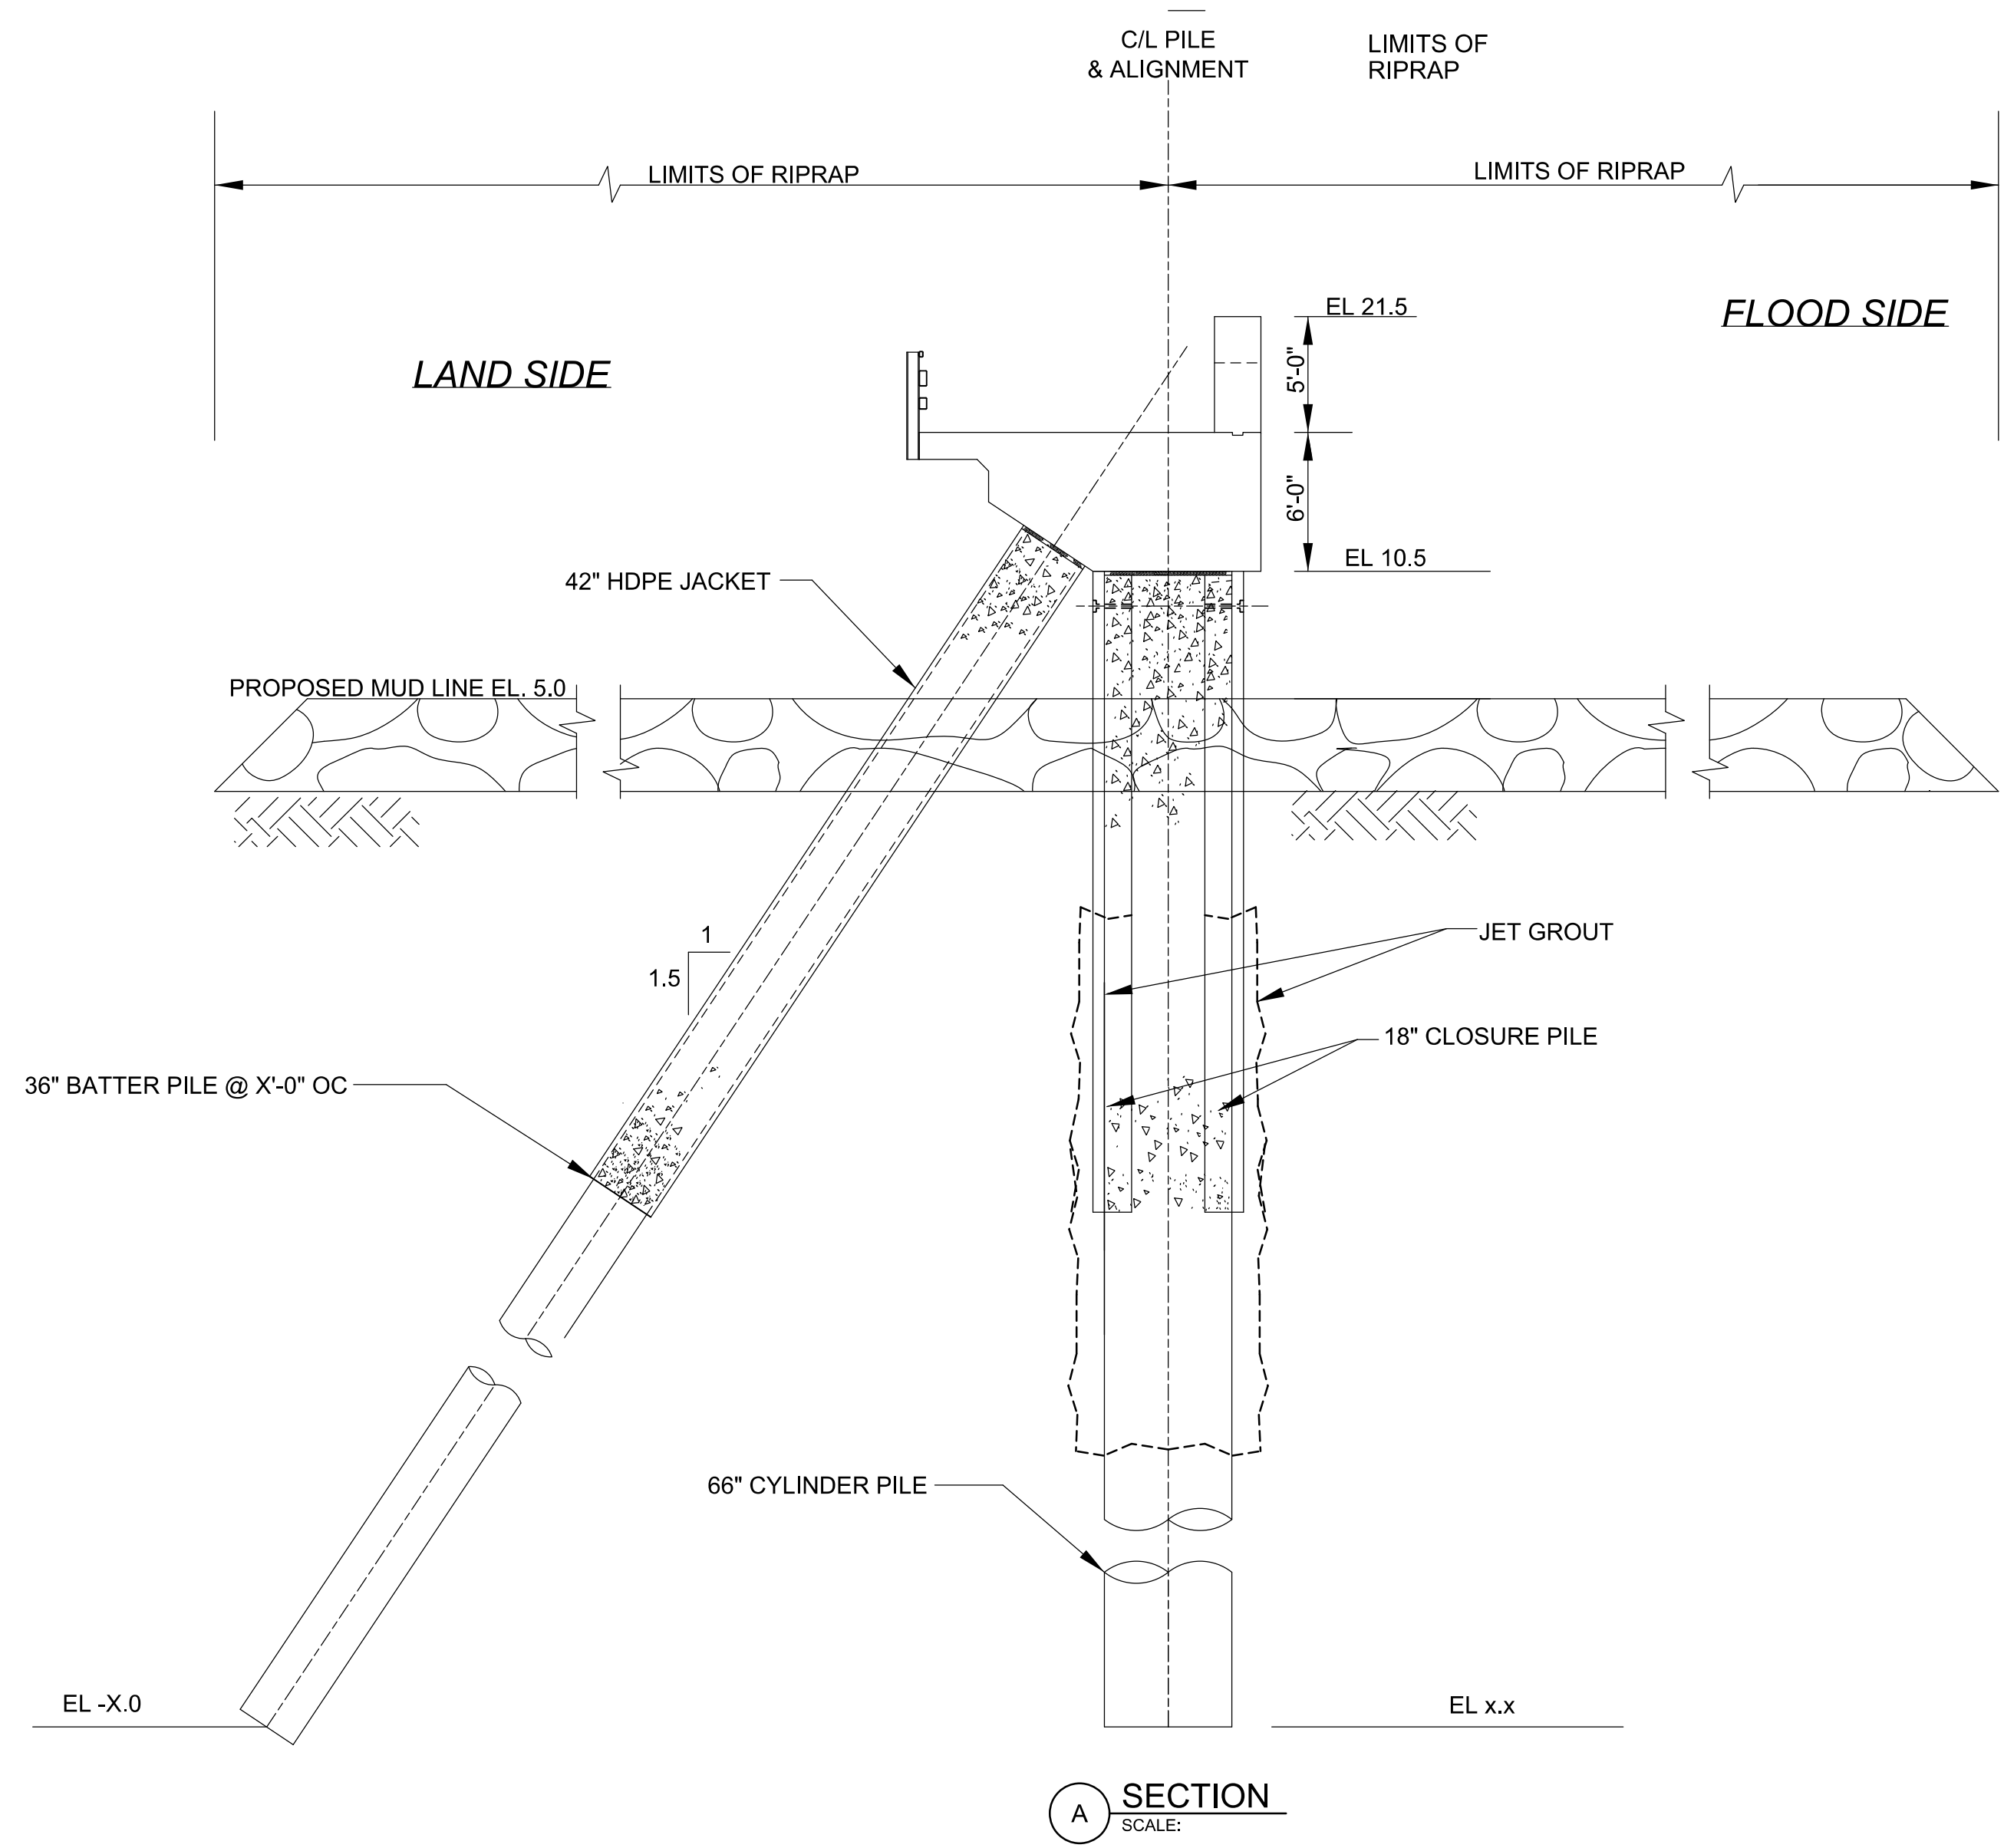 C/L PILE
& ALIGNMENT
LIMITS OF
RIPRAP
LIMITS OF RIPRAP
LIMITS OF RIPRAP
LAND SIDE
FLOOD SIDE
EL 21.5
5'-0"
6'-0"
EL 10.5
42" HDPE JACKET
PROPOSED MUD LINE EL. 5.0
1
1.5
JET GROUT
18" CLOSURE PILE
36" BATTER PILE @ X'-0" OC
66" CYLINDER PILE
EL -X.0
EL x.x
A
SECTION
SCALE: